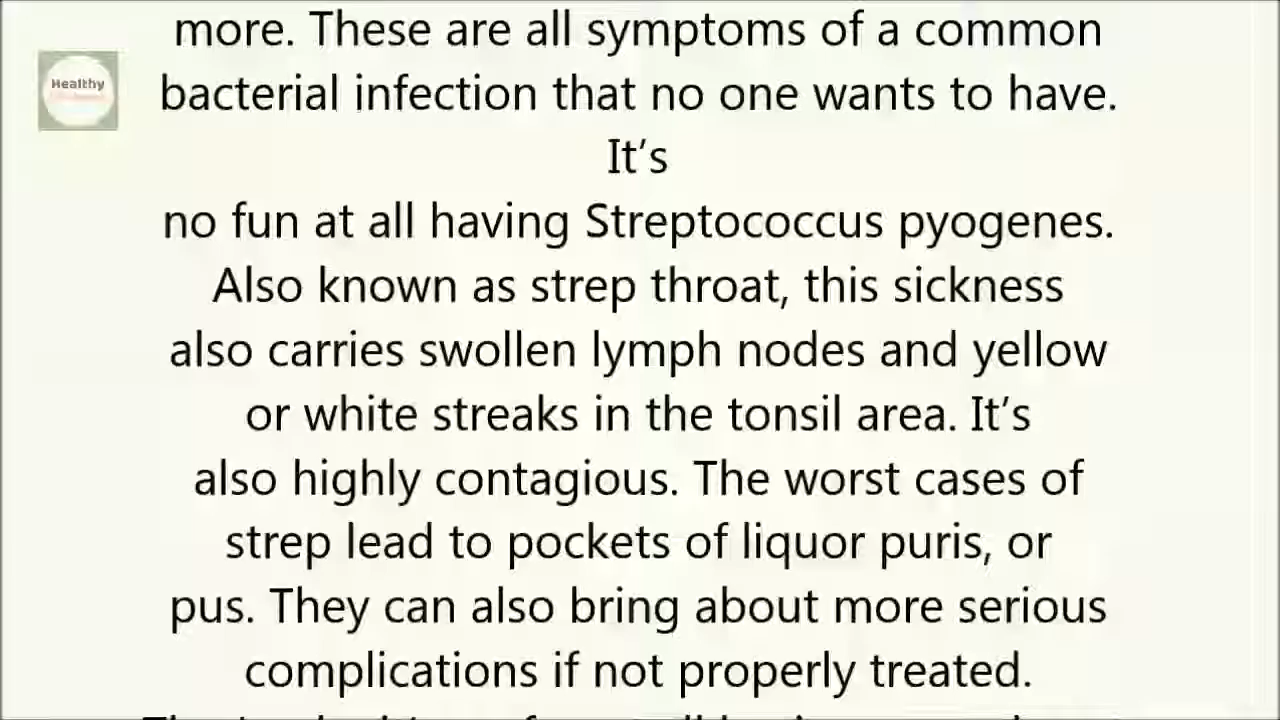 more. These are all symptoms of a common
Healthy
bacterial infection that no one wants to have.
It’s
no fun at all having Streptococcus pyogenes.
Also known as strep throat, this sickness
also carries swollen lymph nodes and yellow
or white streaks in the tonsil area. It’s
also highly contagious. The worst cases of
strep lead to pockets of liquor puris, or
pus. They can also bring about more serious
complications if not properly treated.